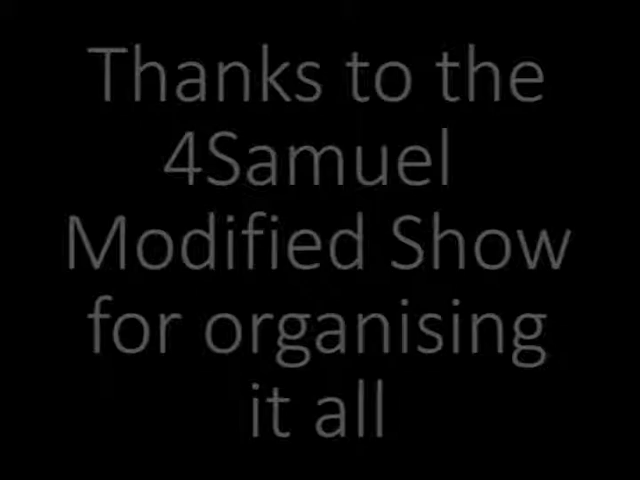 Thanks to the
4Samuel
Modified Show
for organising
it all